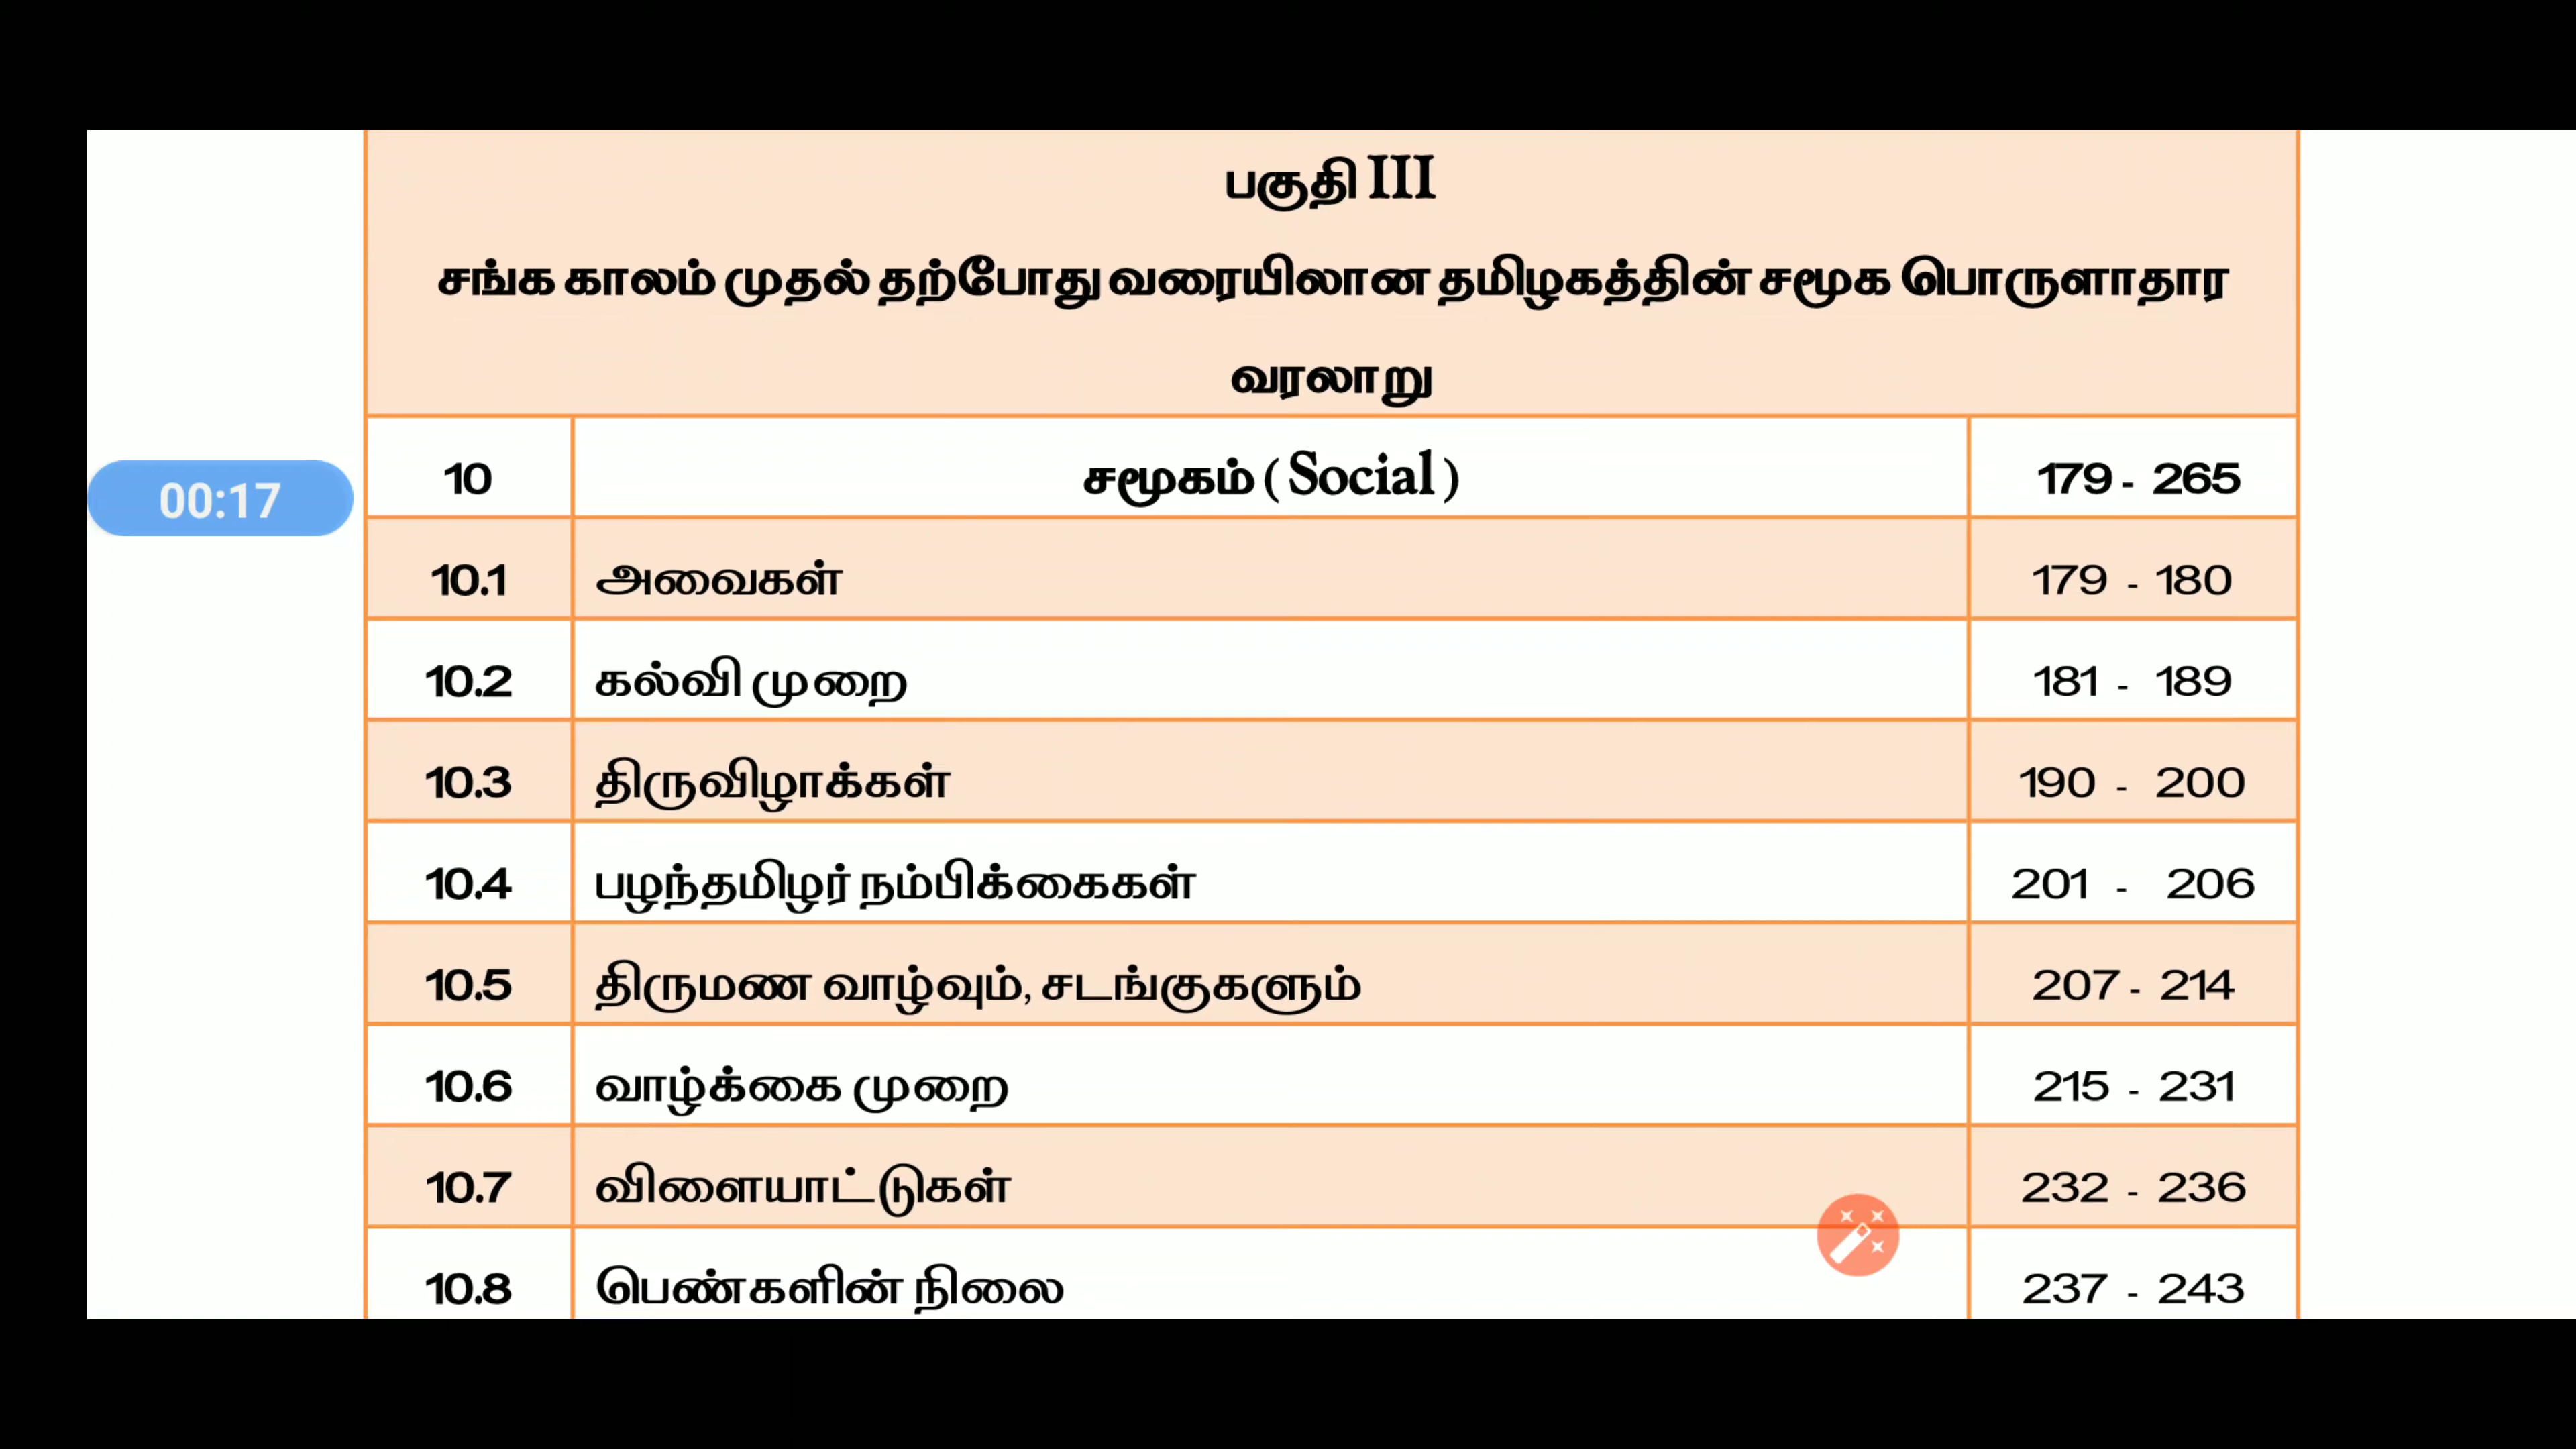 பகுதி III
சங்க காலம் முதல் தற்போது வரையிலான தமிழகத்தின் சமூக பொருளாதார
வரலாறு
10 சமூகம் ( Social ) 179 - 265
00:17
10.1 அவைகள் 179 - 180
10.2 கல்வி முறை 181 - 189
10.3 திருவிழாக்கள் 190 - 200
10.4 பழந்தமிழர் நம்பிக்கைகள் 201 - 206
10.5 திருமண வாழ்வும், சடங்குகளும் 207 - 214
10.6 வாழ்க்கை முறை 215 - 231
10.7 விளையாட்டுகள் 232 - 236
10.8 பெண்களின் நிலை 237 - 243